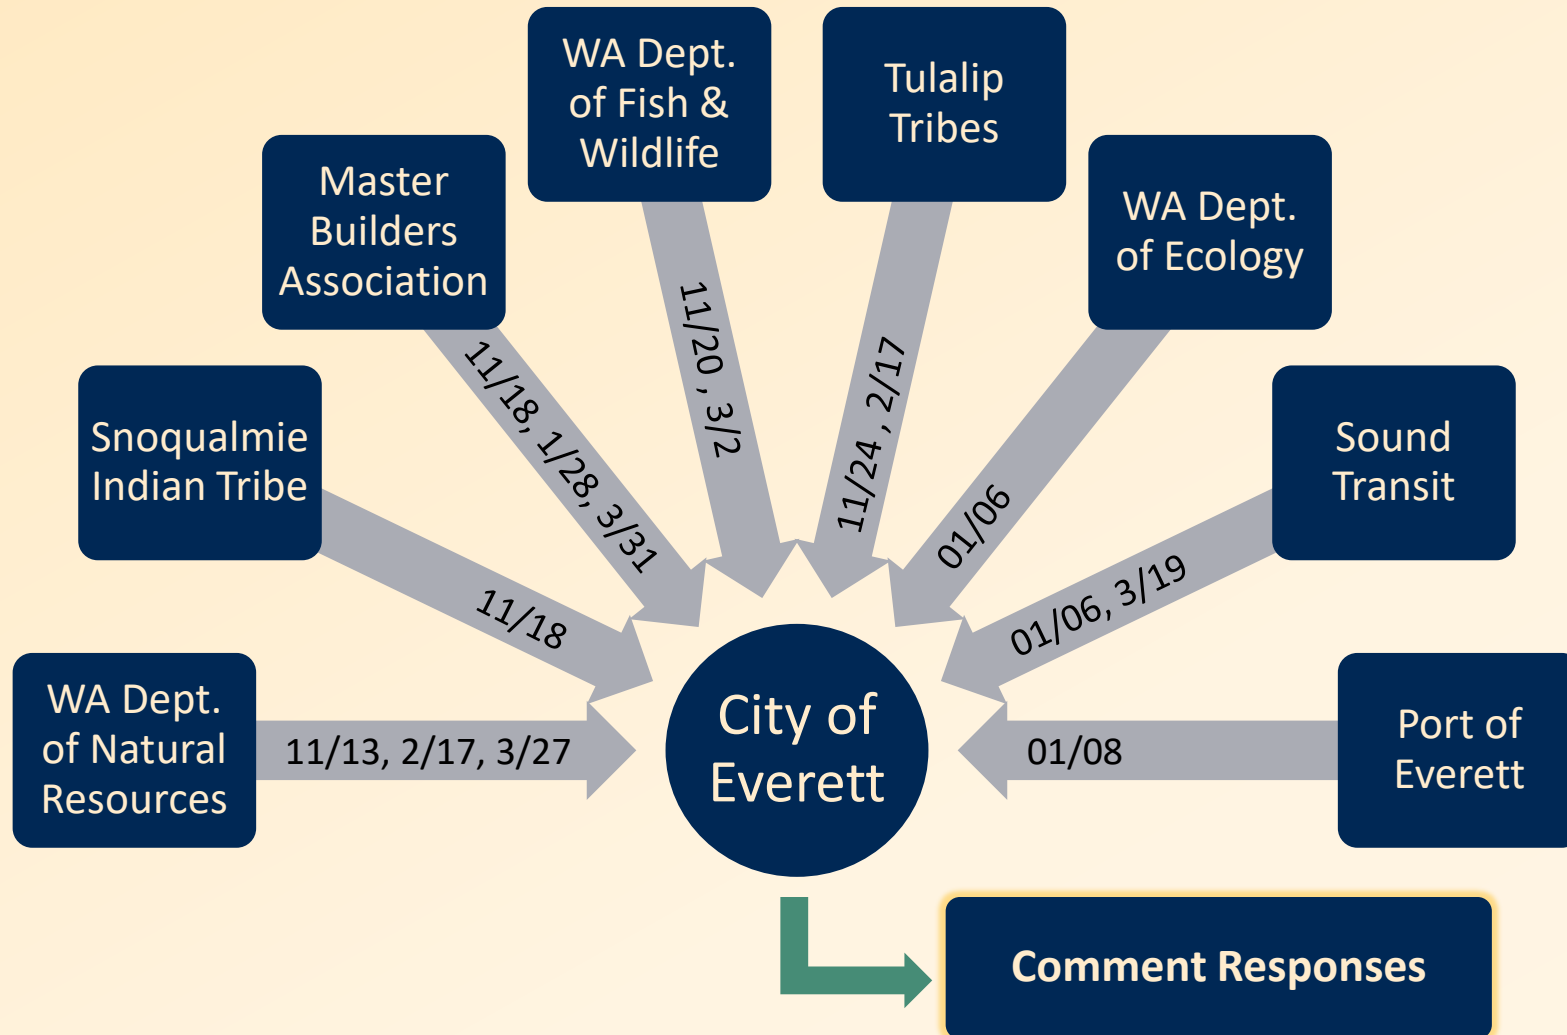 WA Dept.
of Fish &
Wildlife
Tulalip
Tribes
Master
Builders
Association
WA Dept.
of Ecology
Snoqualmie
Indian Tribe
Sound
Transit
WA Dept.
of Natural
Resources
Port of
Everett
11/13, 2/17, 3/27
11/18
11/18, 1/28, 3/31
11/20 , 3/2
11/24 , 2/17
01/06
01/06, 3/19
01/08
City of
Everett
Comment Responses